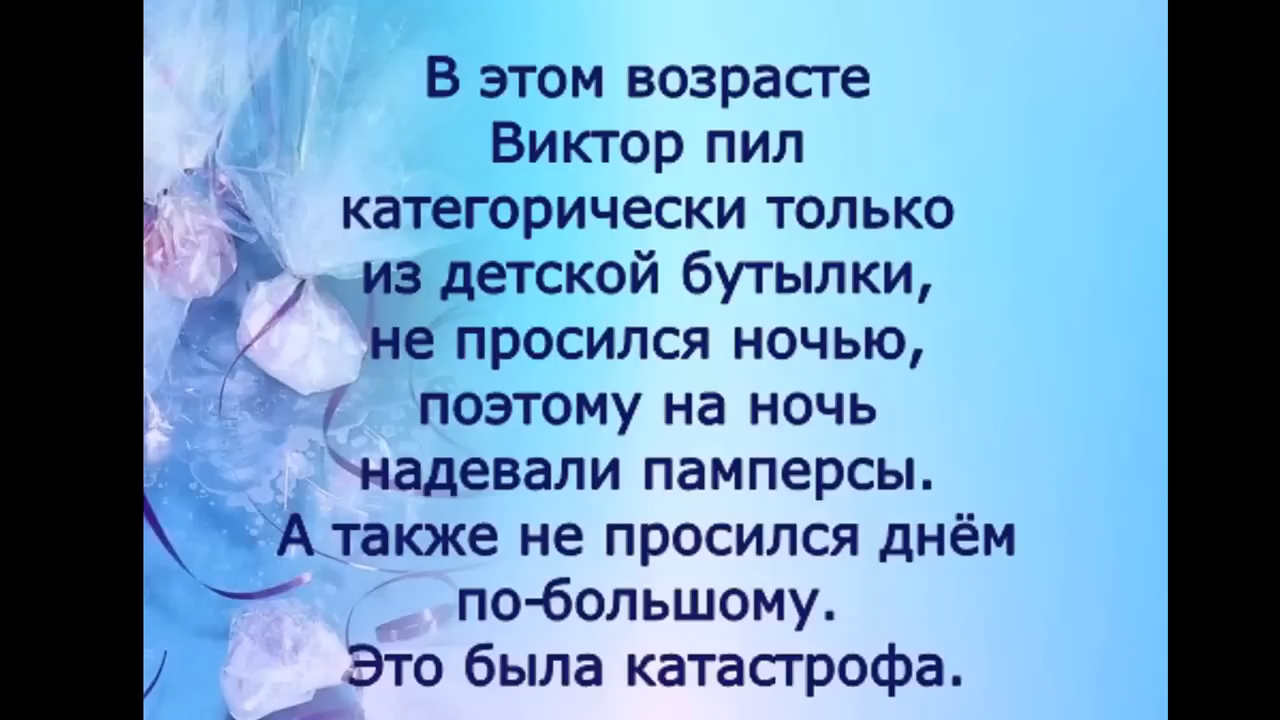 В этом возрасте
Виктор пил
категорически только
из детской бутылки,
не просился ночью,
поэтому на ночь
надевали памперсы.
А также не просился днём
по-большому.
Это была катастрофа.